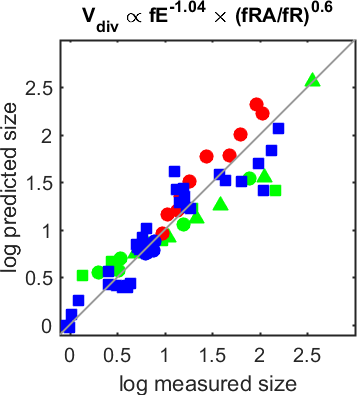 V_div ∝ fE^-1.04 × (fRA/fR)^0.6
log predicted size
2.5
2
1.5
1
0.5
0
0 0.5 1 1.5 2 2.5
log measured size